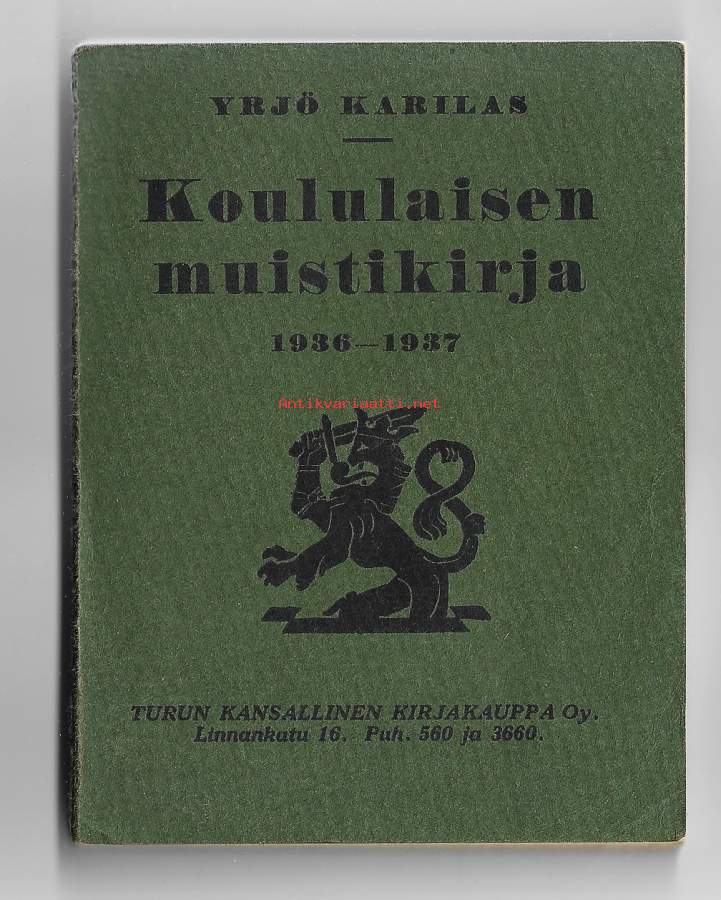 YRJÖ KARILAS
Koululaisen
muistikirja
1936—1937
Antikvariaatti.net
TURUN KANSALLINEN KIRJAKAUPPA Oy.
Linnankatu 16. Puh. 560 ja 3660.